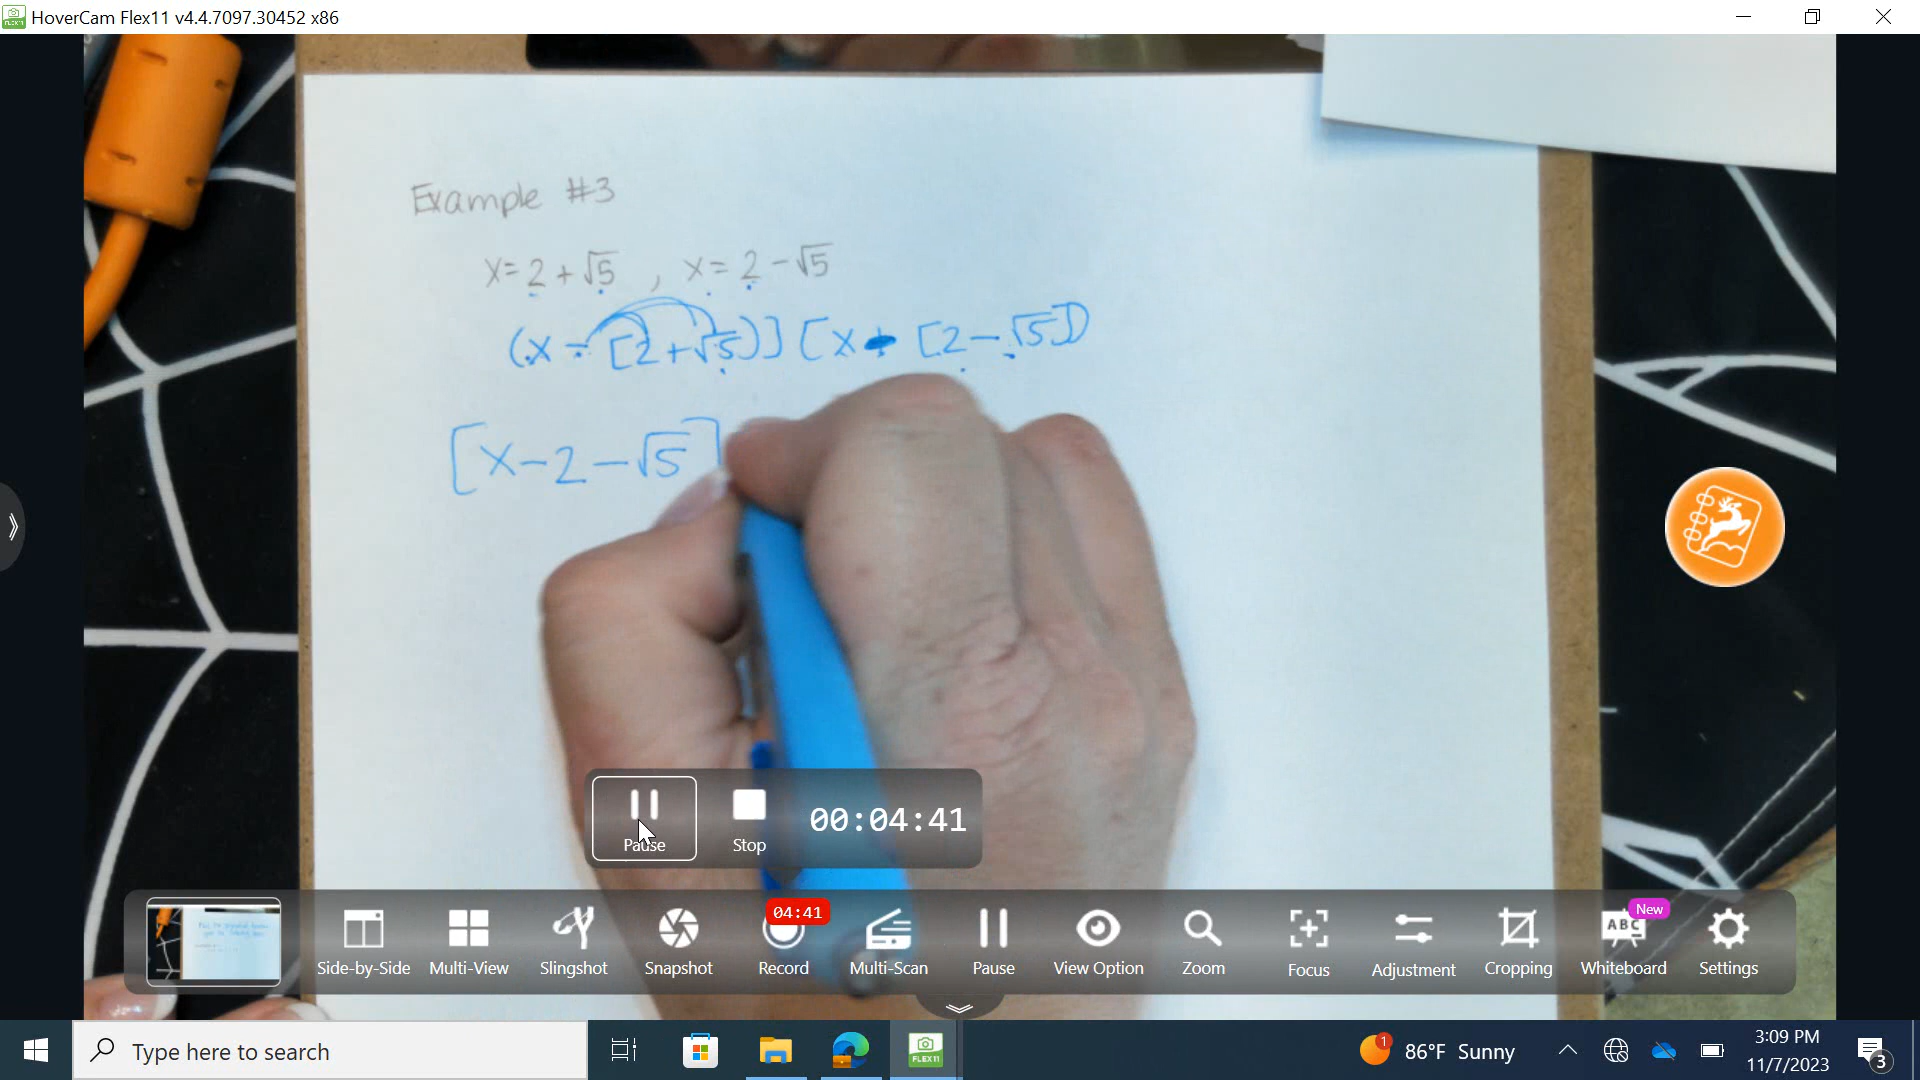 HoverCam Flex11 v4.4.7097.30452 x86
Example #3
x=2+√5 , x=2-√5
(x-[2+√5)][x-[2-√5])
[x-2-√5]
Pause
Stop
00:04:41
04:41
New
ABC
Side-by-Side
Multi-View
Slingshot
Snapshot
Record
Multi-Scan
Pause
View Option
Zoom
Focus
Adjustment
Cropping
Whiteboard
Settings
Type here to search
FLEX11
1
86°F Sunny
3:09 PM
11/7/2023
3